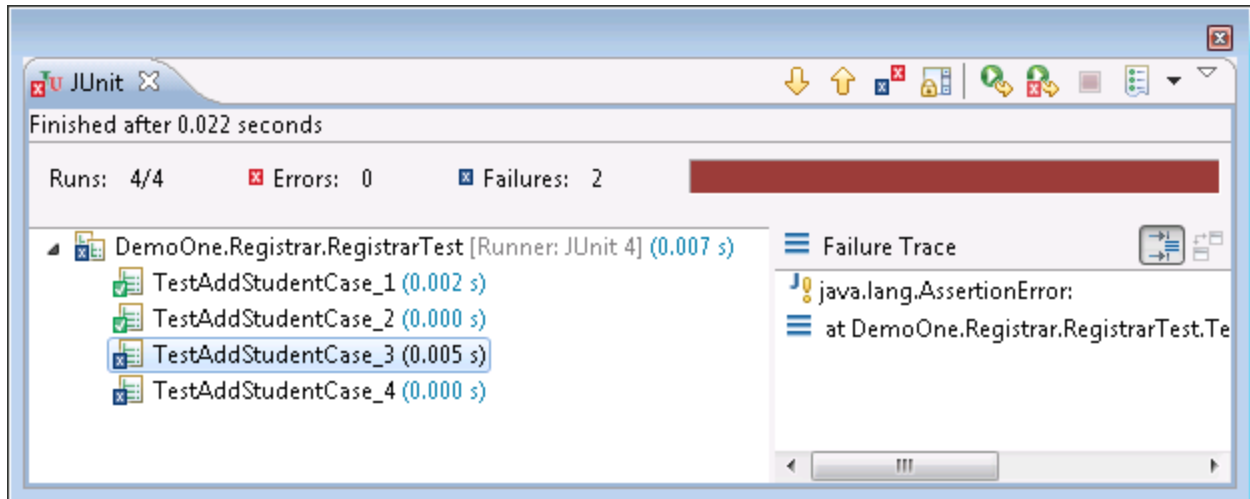 JUnit
Finished after 0.022 seconds
Runs: 4/4 Errors: 0 Failures: 2
DemoOne.Registrar.RegistrarTest [Runner: JUnit 4] (0.007 s)
TestAddStudentCase_1 (0.002 s)
TestAddStudentCase_2 (0.000 s)
TestAddStudentCase_3 (0.005 s)
TestAddStudentCase_4 (0.000 s)
Failure Trace
java.lang.AssertionError:
at DemoOne.Registrar.RegistrarTest.Te